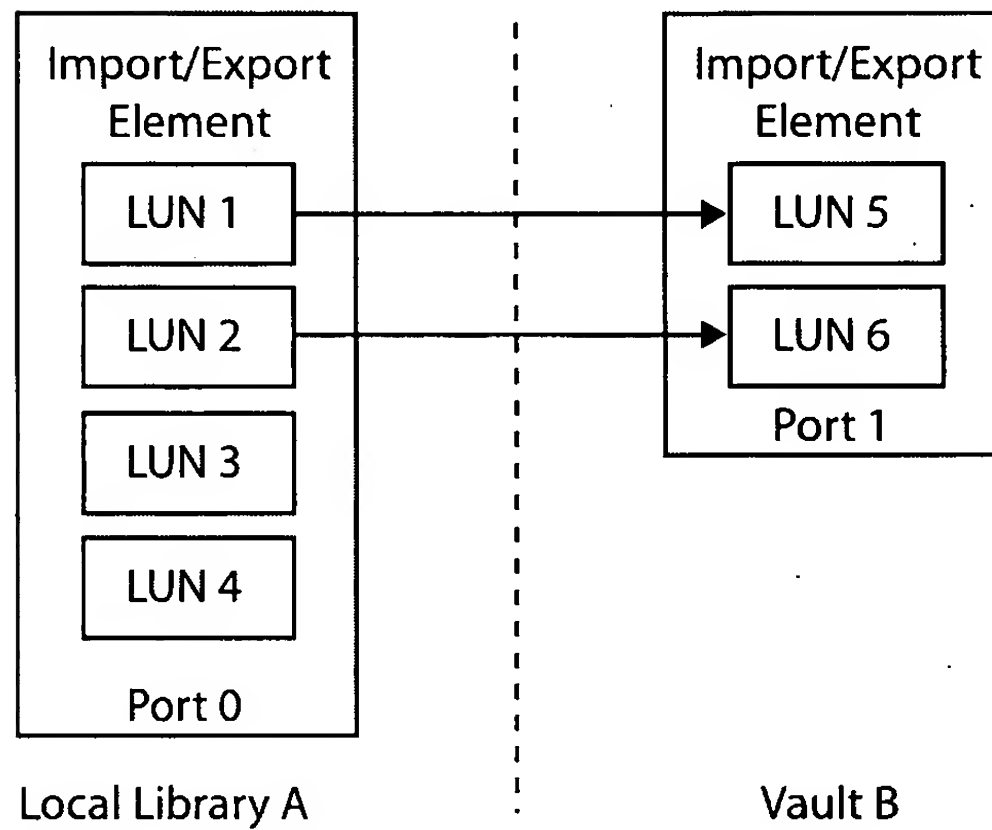 Import/Export
Element
LUN 1
LUN 2
LUN 3
LUN 4
Port 0
Local Library A
Import/Export
Element
LUN 5
LUN 6
Port 1
Vault B